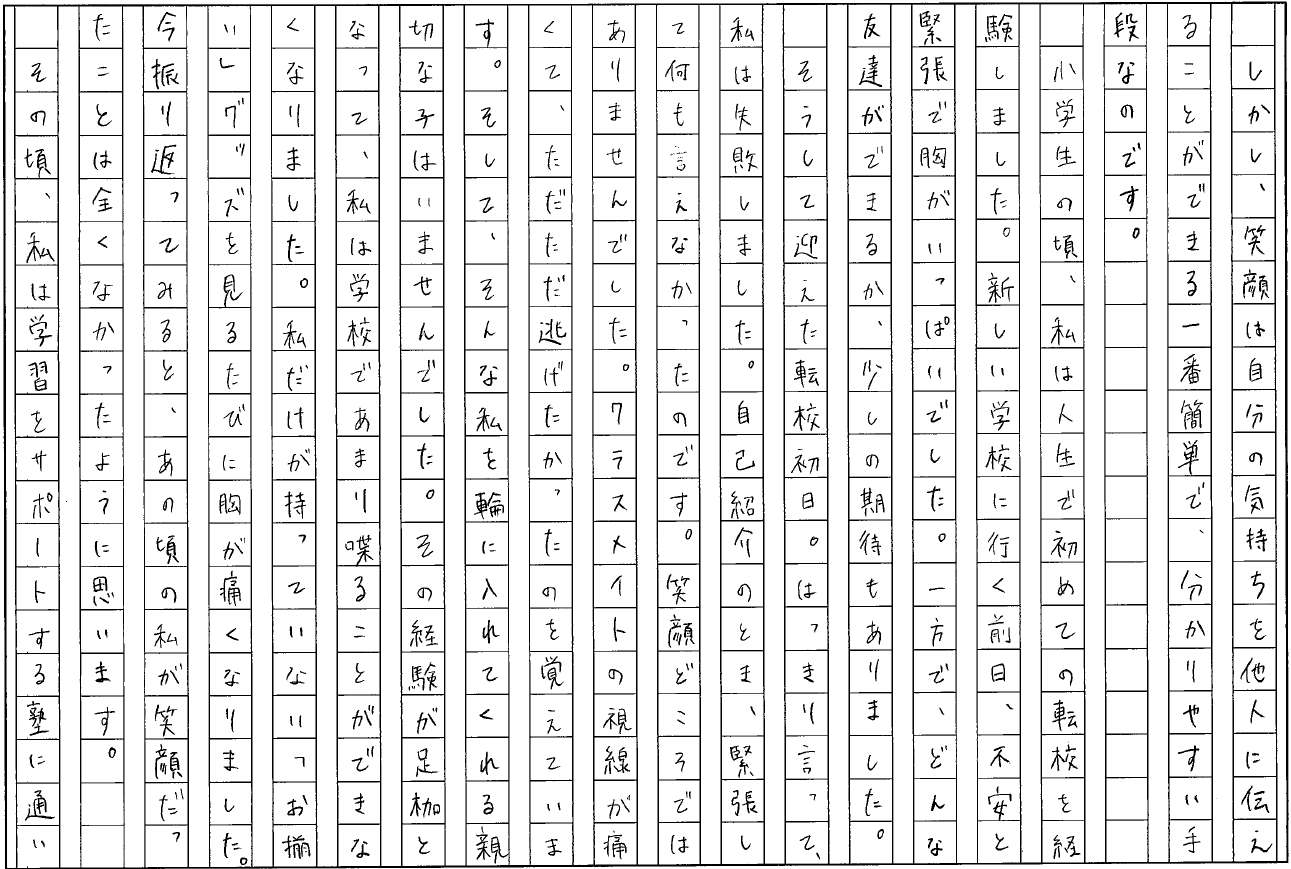 しかし、笑顔は自分の気持ちを他人に伝え
ることができる一番簡単で、分かりやすい手
段なのです。
小学生の頃、私は人生で初めての転校を経
験しました。新しい学校に行く前日、不安と
緊張で胸がいっぱいでした。一方で、どんな
友達ができるか、少しの期待もありました。
そうして迎えた転校初日。はっきり言って、
私は失敗しました。自己紹介のとき、緊張し
て何も言えなかったのです。笑顔どころでは
ありませんでした。クラスメイトの視線が痛
くて、ただただ逃げたかったのを覚えていま
す。そして、そんな私を輪に入れてくれる親
切な子はいませんでした。その経験が足枷と
なって、私は学校であまり喋ることができな
くなりました。私だけが持っていない「お揃
い」グッズを見るたびに胸が痛くなりました。
今振り返ってみると、あの頃の私が笑顔だっ
たことは全くなかったように思います。
その頃、私は学習をサポートする塾に通い